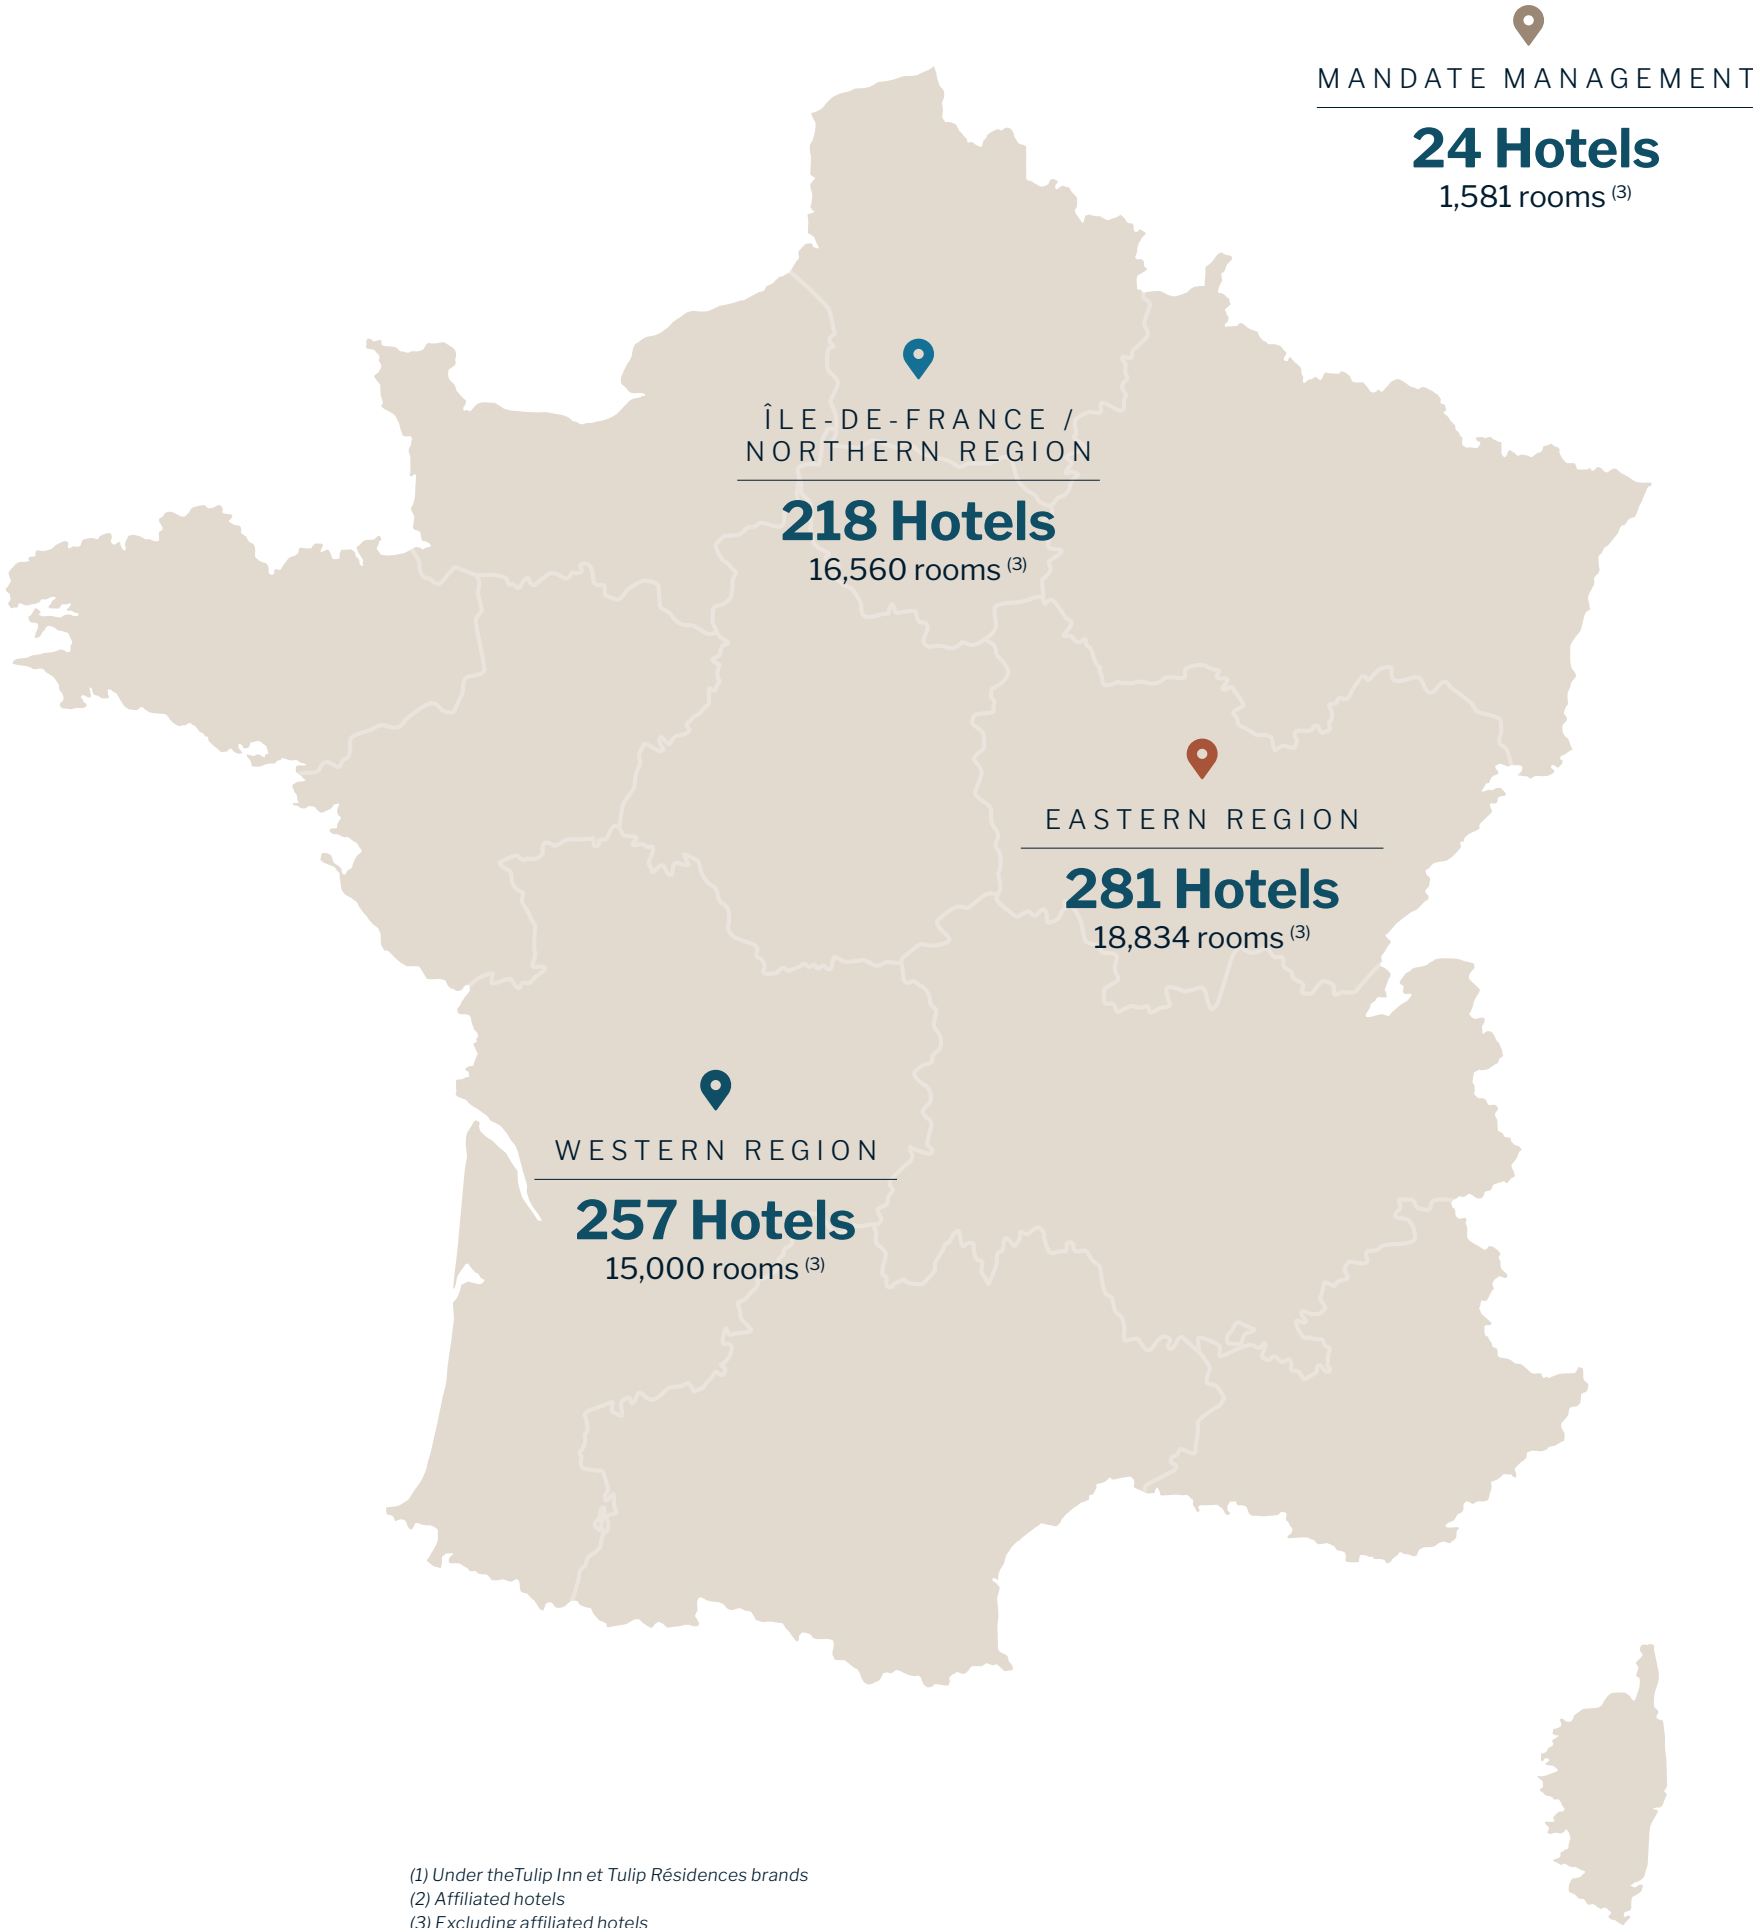 MANDATE MANAGEMENT
24 Hotels
1,581 rooms (3)
ÎLE-DE-FRANCE /
NORTHERN REGION
218 Hotels
16,560 rooms (3)
EASTERN REGION
281 Hotels
18,834 rooms (3)
WESTERN REGION
257 Hotels
15,000 rooms (3)
(1) Under theTulip Inn et Tulip Résidences brands
(2) Affiliated hotels
(3) Excluding affiliated hotels